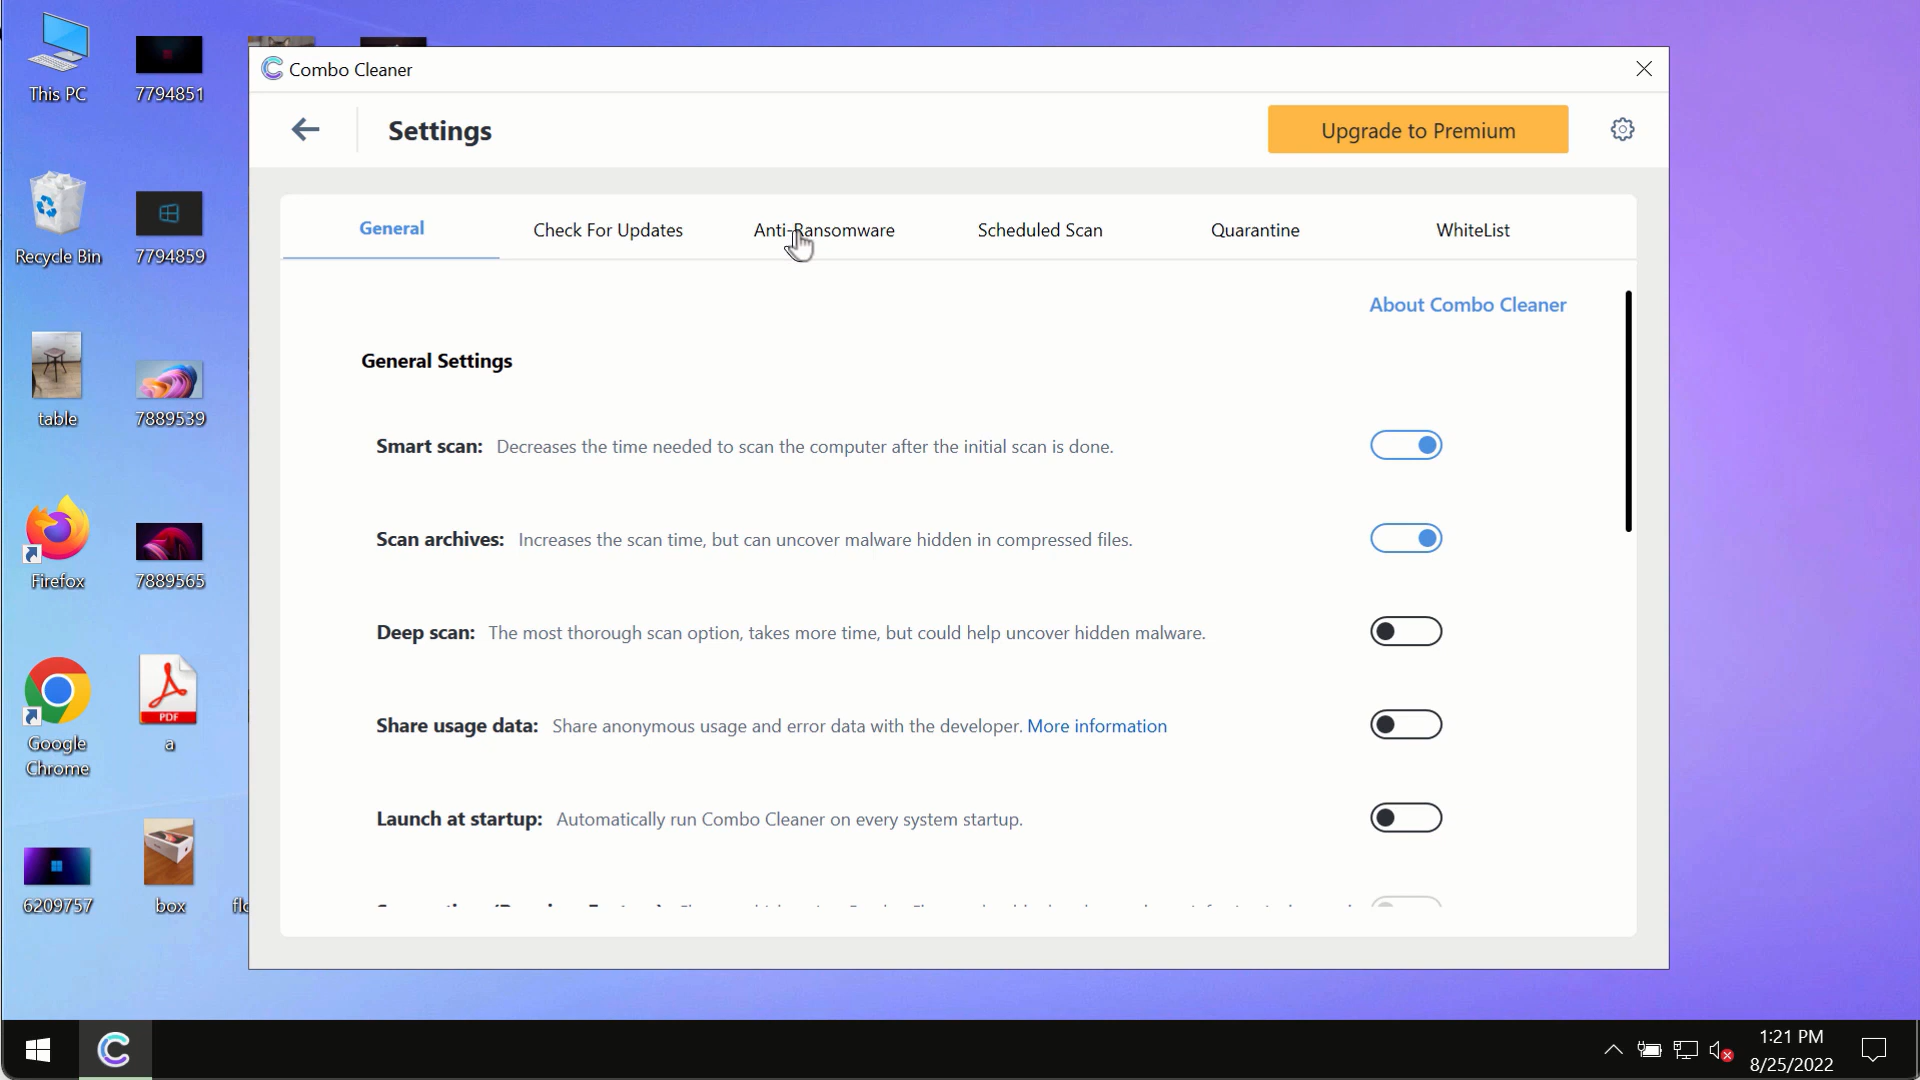 This PC
7794851
Recycle Bin
7794859
table
7889539
Firefox
7889565
Google
Chrome
a
PDF
6209757
box
Combo Cleaner
Settings
Upgrade to Premium
General
Check For Updates
Anti-Ransomware
Scheduled Scan
Quarantine
WhiteList
About Combo Cleaner
General Settings
Smart scan: Decreases the time needed to scan the computer after the initial scan is done.
Scan archives: Increases the scan time, but can uncover malware hidden in compressed files.
Deep scan: The most thorough scan option, takes more time, but could help uncover hidden malware.
Share usage data: Share anonymous usage and error data with the developer. More information
Launch at startup: Automatically run Combo Cleaner on every system startup.
1:21 PM
8/25/2022